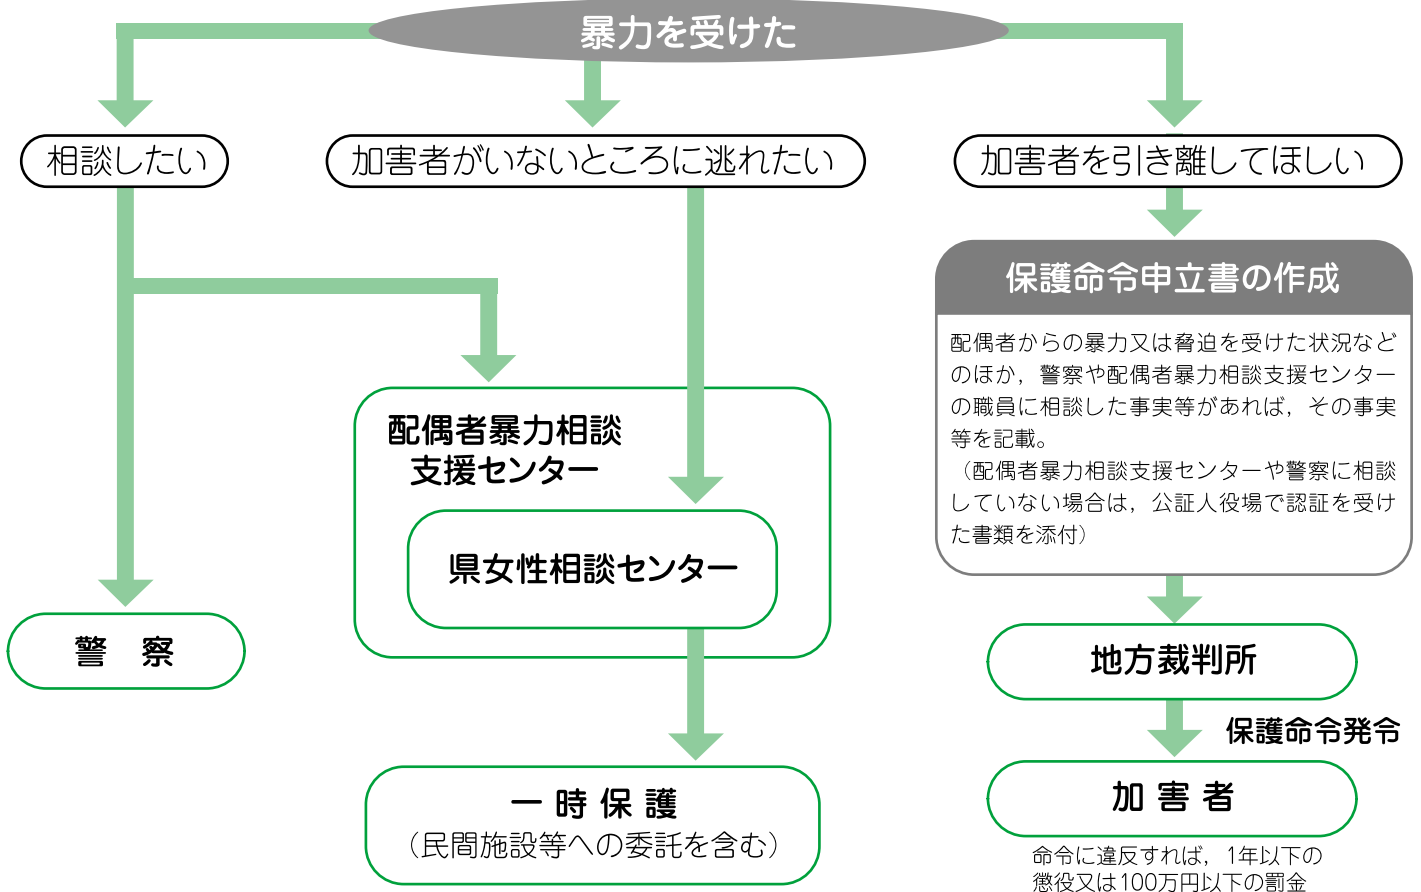 暴力を受けた
相談したい
加害者がいないところに逃れたい
加害者を引き離してほしい
保護命令申立書の作成
配偶者からの暴力又は脅迫を受けた状況など
のほか，警察や配偶者暴力相談支援センター
の職員に相談した事実等があれば，その事実
等を記載。
（配偶者暴力相談支援センターや警察に相談
していない場合は，公証人役場で認証を受け
た書類を添付）
配偶者暴力相談
支援センター
県女性相談センター
警　察
地方裁判所
保護命令発令
一 時 保 護
（民間施設等への委託を含む）
加 害 者
命令に違反すれば，1年以下の
懲役又は100万円以下の罰金